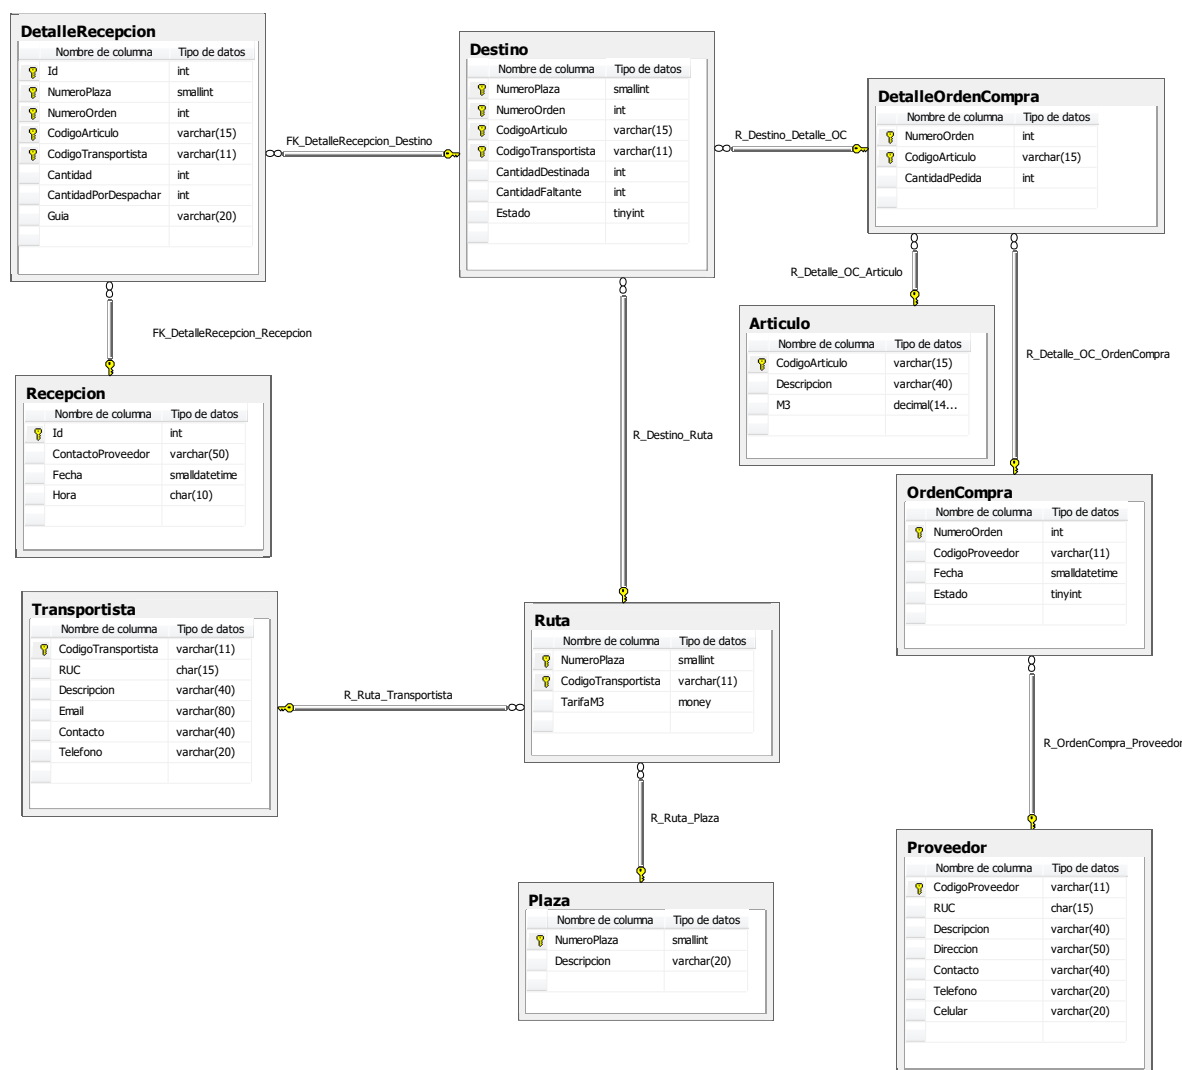 DetalleRecepcion
Nombre de columna Tipo de datos
Id int
NumeroPlaza smallint
NumeroOrden int
CodigoArticulo varchar(15)
CodigoTransportista varchar(11)
Cantidad int
CantidadPorDespachar int
Guia varchar(20)
FK_DetalleRecepcion_Destino
Destino
Nombre de columna Tipo de datos
NumeroPlaza smallint
NumeroOrden int
CodigoArticulo varchar(15)
CodigoTransportista varchar(11)
CantidadDestinada int
CantidadFaltante int
Estado tinyint
R_Destino_Detalle_OC
DetalleOrdenCompra
Nombre de columna Tipo de datos
NumeroOrden int
CodigoArticulo varchar(15)
CantidadPedida int
R_Detalle_OC_Articulo
FK_DetalleRecepcion_Recepcion
Articulo
Nombre de columna Tipo de datos
CodigoArticulo varchar(15)
Descripcion varchar(40)
M3 decimal(14...
R_Detalle_OC_OrdenCompra
Recepcion
Nombre de columna Tipo de datos
Id int
ContactoProveedor varchar(50)
Fecha smalldatetime
Hora char(10)
R_Destino_Ruta
OrdenCompra
Nombre de columna Tipo de datos
NumeroOrden int
CodigoProveedor varchar(11)
Fecha smalldatetime
Estado tinyint
Transportista
Nombre de columna Tipo de datos
CodigoTransportista varchar(11)
RUC char(15)
Descripcion varchar(40)
Email varchar(80)
Contacto varchar(40)
Telefono varchar(20)
R_Ruta_Transportista
Ruta
Nombre de columna Tipo de datos
NumeroPlaza smallint
CodigoTransportista varchar(11)
TarifaM3 money
R_OrdenCompra_Proveedor
R_Ruta_Plaza
Plaza
Nombre de columna Tipo de datos
NumeroPlaza smallint
Descripcion varchar(20)
Proveedor
Nombre de columna Tipo de datos
CodigoProveedor varchar(11)
RUC char(15)
Descripcion varchar(40)
Direccion varchar(50)
Contacto varchar(40)
Telefono varchar(20)
Celular varchar(20)